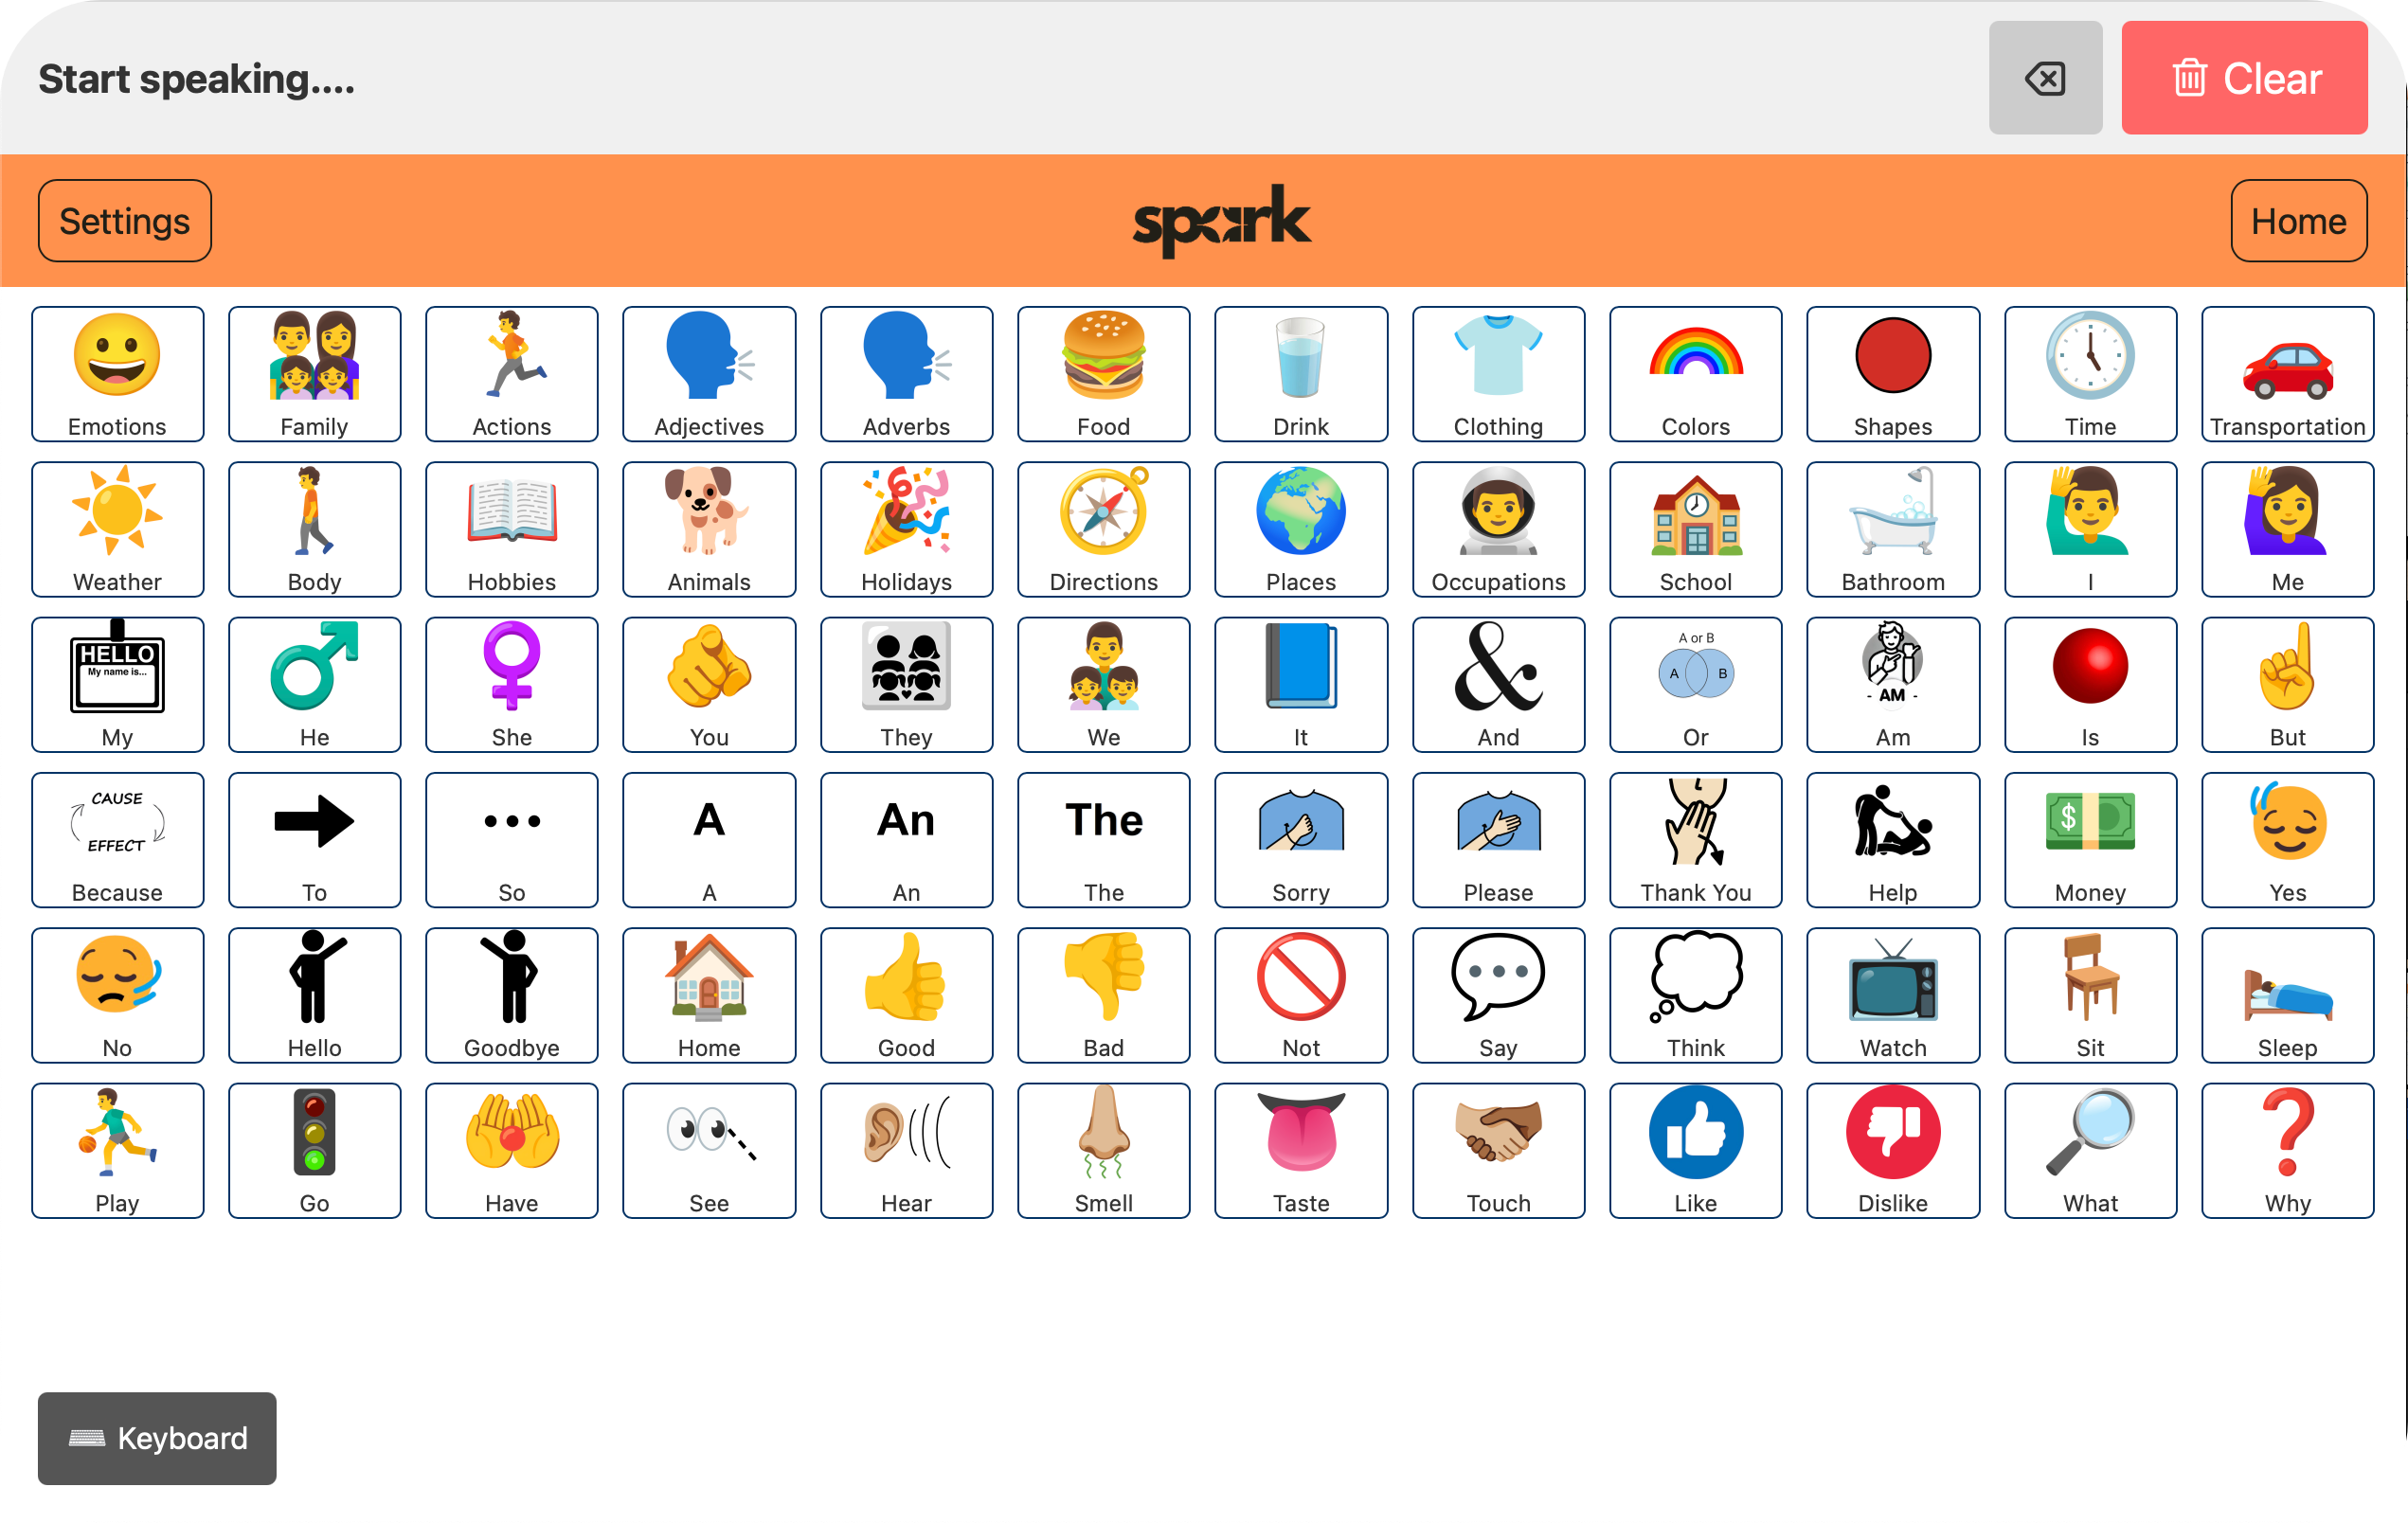 Start speaking....
Clear
Settings
spark
Home
Emotions Family Actions Adjectives Adverbs Food Drink Clothing Colors Shapes Time Transportation
Weather Body Hobbies Animals Holidays Directions Places Occupations School Bathroom I Me
HELLO
My name is...
A or B
A B
- AM -
My He She You They We It And Or Am Is But
CAUSE
EFFECT
A An The
$
Because To So A An The Sorry Please Thank You Help Money Yes
No Hello Goodbye Home Good Bad Not Say Think Watch Sit Sleep
Play Go Have See Hear Smell Taste Touch Like Dislike What Why
Keyboard